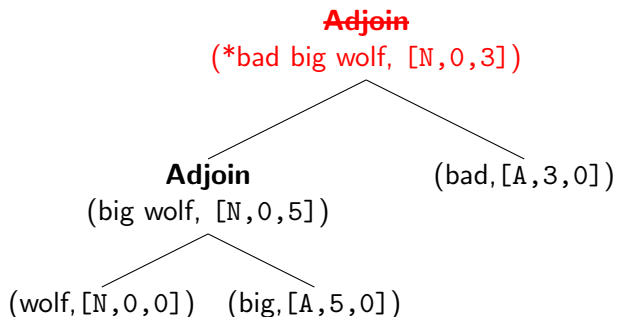 Adjoin
(*bad big wolf, [N,0,3])
Adjoin
(big wolf, [N,0,5])
(bad,[A,3,0])
(wolf,[N,0,0])
(big,[A,5,0])